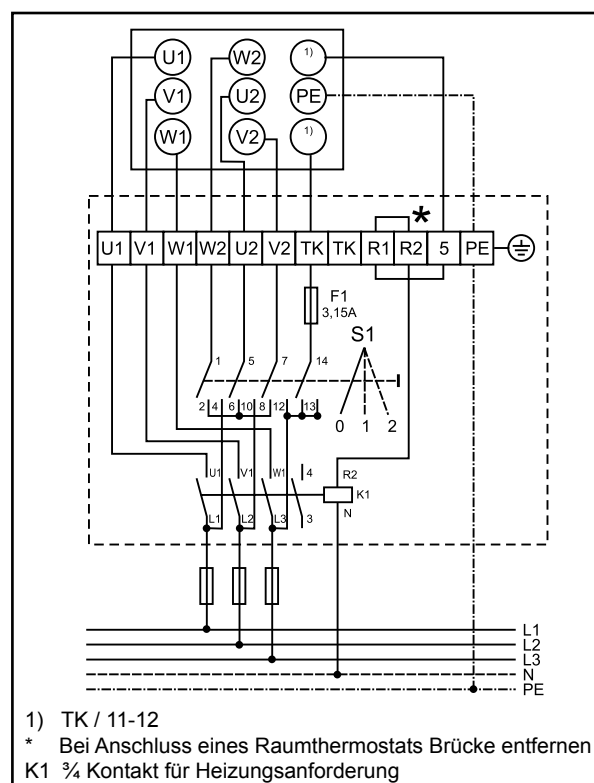 U1 W2 1)
V1 U2 PE
W1 V2 1)
*
U1 V1 W1 W2 U2 V2 TK TK R1 R2 5 PE
F1
3,15A
S1
1 5 7 14
2 4 6 10 8 12 13
0 1 2
U1 V1 W1 4 R2
K1
L1 L2 L3 3 N
L1
L2
L3
N
PE
1) TK / 11-12
* Bei Anschluss eines Raumthermostats Brücke entfernen
K1 ¾ Kontakt für Heizungsanforderung